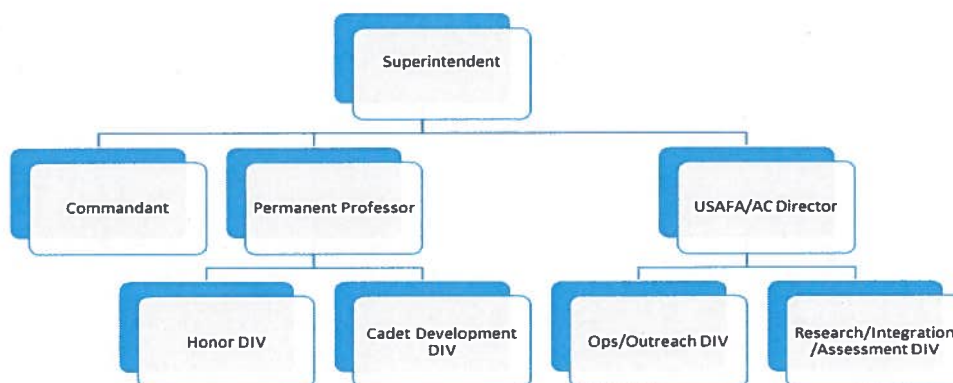 Superintendent
Commandant
Permanent Professor
USAFA/AC Director
Honor DIV
Cadet Development
DIV
Ops/Outreach DIV
Research/Integration
/Assessment DIV